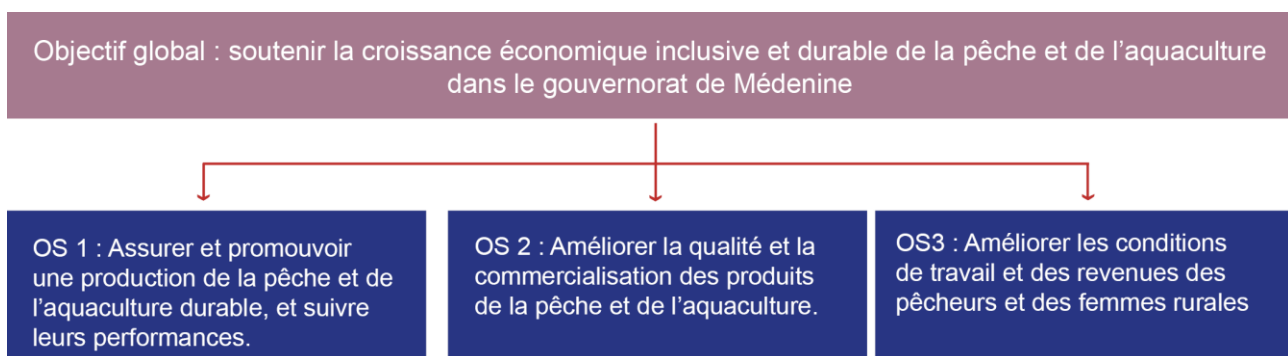 Objectif global : soutenir la croissance économique inclusive et durable de la pêche et de l’aquaculture
dans le gouvernorat de Médenine
OS 1 : Assurer et promouvoir
une production de la pêche et de
l’aquaculture durable, et suivre
leurs performances.
OS 2 : Améliorer la qualité et la
commercialisation des produits
de la pêche et de l’aquaculture.
OS3 : Améliorer les conditions
de travail et des revenues des
pêcheurs et des femmes rurales